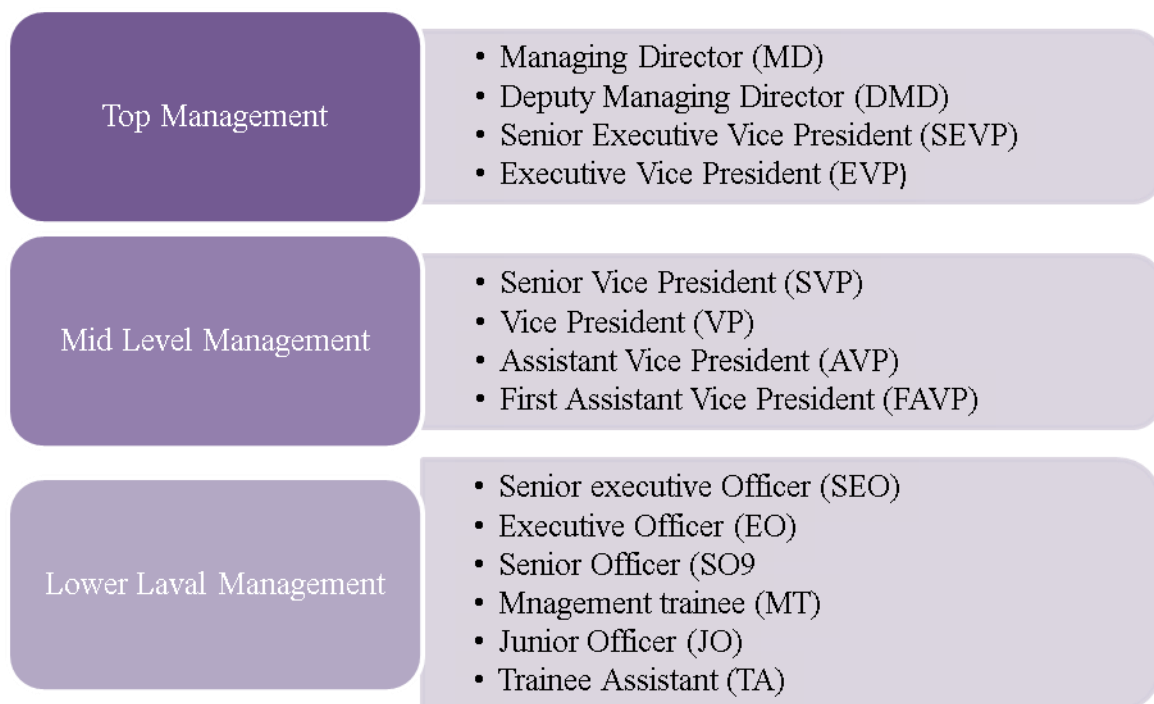 Top Management
• Managing Director (MD)
• Deputy Managing Director (DMD)
• Senior Executive Vice President (SEVP)
• Executive Vice President (EVP)
Mid Level Management
• Senior Vice President (SVP)
• Vice President (VP)
• Assistant Vice President (AVP)
• First Assistant Vice President (FAVP)
Lower Laval Management
• Senior executive Officer (SEO)
• Executive Officer (EO)
• Senior Officer (SO9
• Mnagement trainee (MT)
• Junior Officer (JO)
• Trainee Assistant (TA)